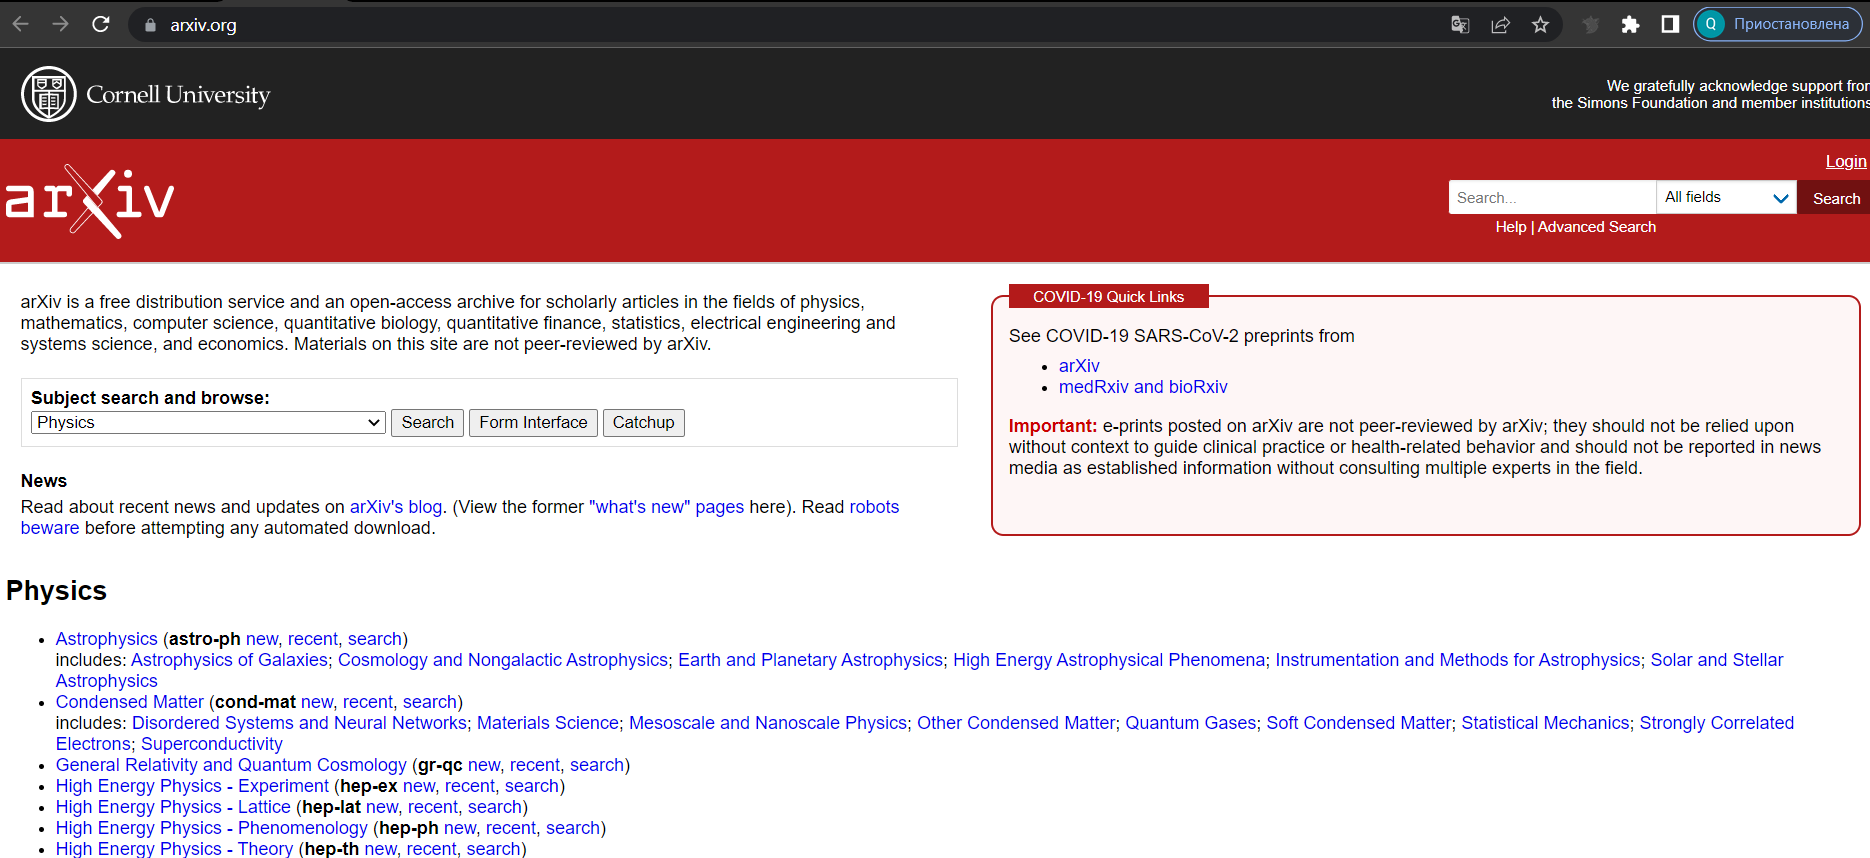 arxiv.org
Q Приостановлена
Cornell University
We gratefully acknowledge support from
the Simons Foundation and member institutions
arXiv
Login
Search...
All fields
Search
Help | Advanced Search
arXiv is a free distribution service and an open-access archive for scholarly articles in the fields of physics,
mathematics, computer science, quantitative biology, quantitative finance, statistics, electrical engineering and
systems science, and economics. Materials on this site are not peer-reviewed by arXiv.
Subject search and browse:
Physics Search Form Interface Catchup
News
Read about recent news and updates on arXiv's blog. (View the former "what's new" pages here). Read robots
beware before attempting any automated download.
COVID-19 Quick Links
See COVID-19 SARS-CoV-2 preprints from
• arXiv
• medRxiv and bioRxiv
Important: e-prints posted on arXiv are not peer-reviewed by arXiv; they should not be relied upon
without context to guide clinical practice or health-related behavior and should not be reported in news
media as established information without consulting multiple experts in the field.
Physics
• Astrophysics (astro-ph new, recent, search)
includes: Astrophysics of Galaxies; Cosmology and Nongalactic Astrophysics; Earth and Planetary Astrophysics; High Energy Astrophysical Phenomena; Instrumentation and Methods for Astrophysics; Solar and Stellar
Astrophysics
• Condensed Matter (cond-mat new, recent, search)
includes: Disordered Systems and Neural Networks; Materials Science; Mesoscale and Nanoscale Physics; Other Condensed Matter; Quantum Gases; Soft Condensed Matter; Statistical Mechanics; Strongly Correlated
Electrons; Superconductivity
• General Relativity and Quantum Cosmology (gr-qc new, recent, search)
• High Energy Physics - Experiment (hep-ex new, recent, search)
• High Energy Physics - Lattice (hep-lat new, recent, search)
• High Energy Physics - Phenomenology (hep-ph new, recent, search)
• High Energy Physics - Theory (hep-th new, recent, search)